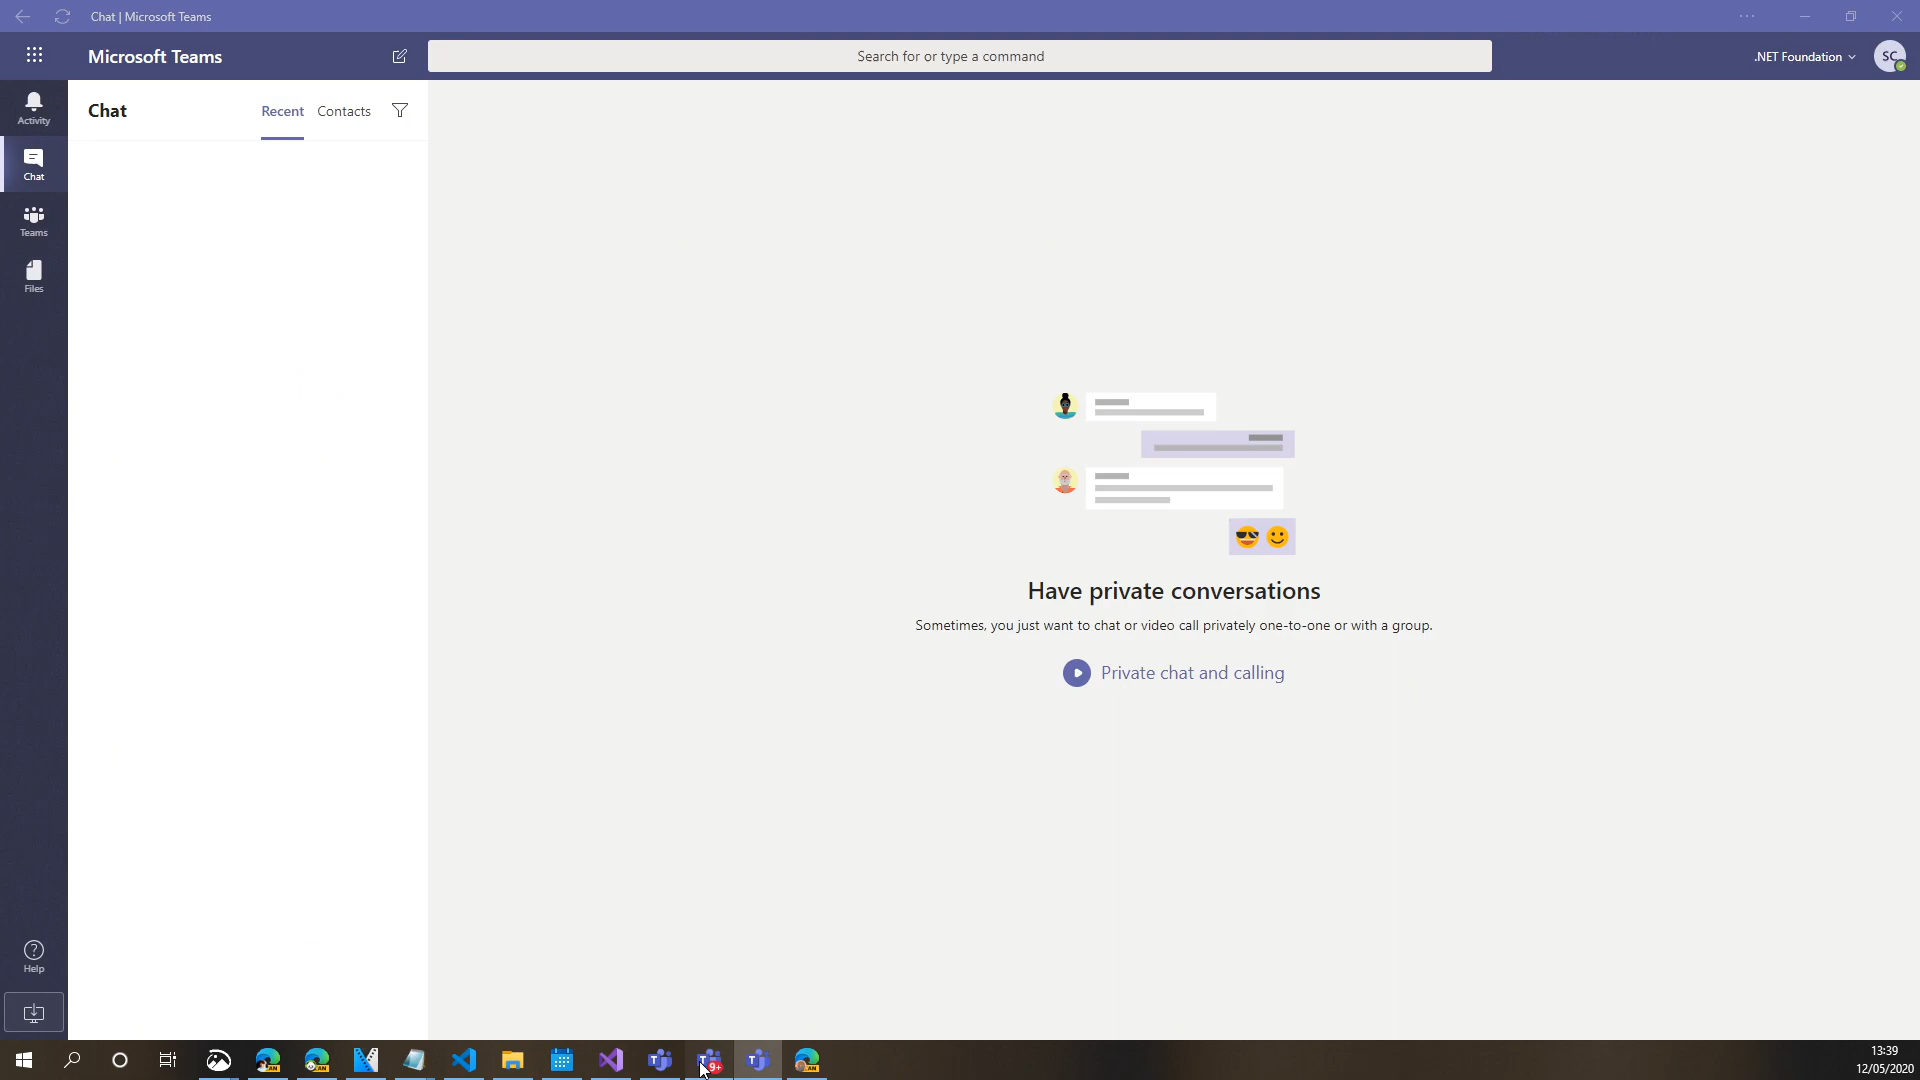 Chat | Microsoft Teams
Microsoft Teams
Search for or type a command
.NET Foundation
SC
Activity
Chat
Teams
Files
Help
Chat
Recent
Contacts
Have private conversations
Sometimes, you just want to chat or video call privately one-to-one or with a group.
Private chat and calling
9+
13:39
12/05/2020